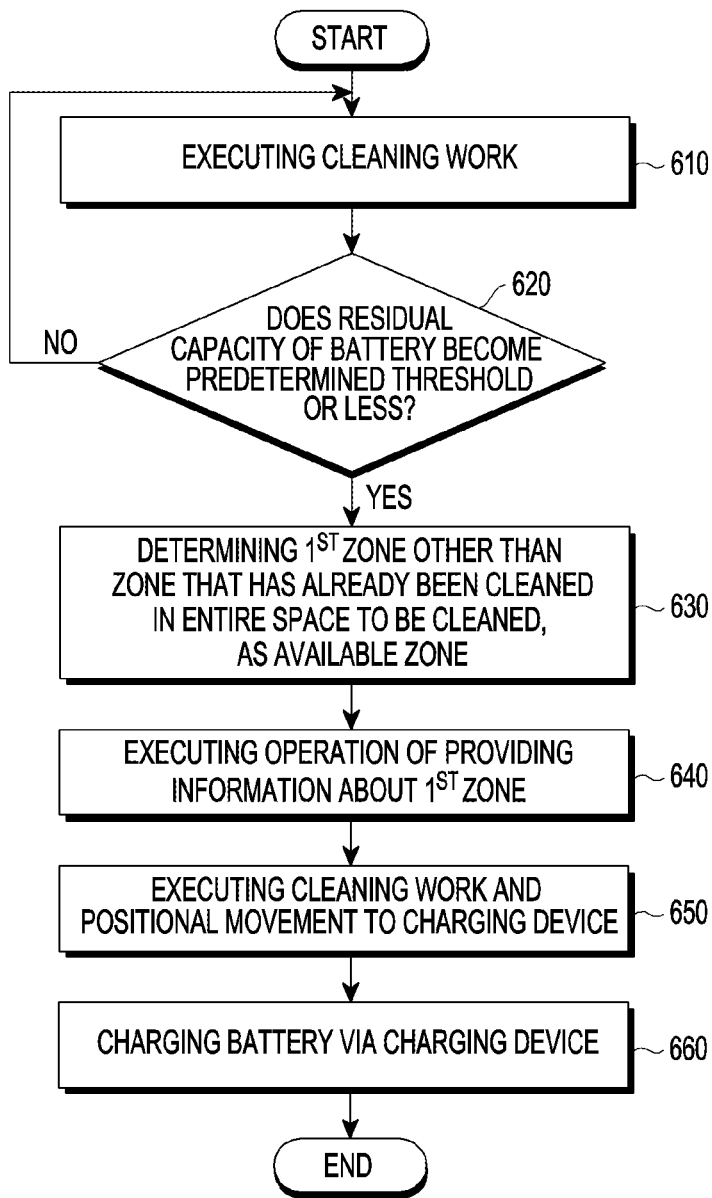 START
EXECUTING CLEANING WORK
610
620
DOES RESIDUAL
CAPACITY OF BATTERY BECOME
PREDETERMINED THRESHOLD
OR LESS?
NO
YES
DETERMINING 1ST ZONE OTHER THAN
ZONE THAT HAS ALREADY BEEN CLEANED
IN ENTIRE SPACE TO BE CLEANED,
AS AVAILABLE ZONE
630
EXECUTING OPERATION OF PROVIDING
INFORMATION ABOUT 1ST ZONE
640
EXECUTING CLEANING WORK AND
POSITIONAL MOVEMENT TO CHARGING DEVICE
650
CHARGING BATTERY VIA CHARGING DEVICE
660
END